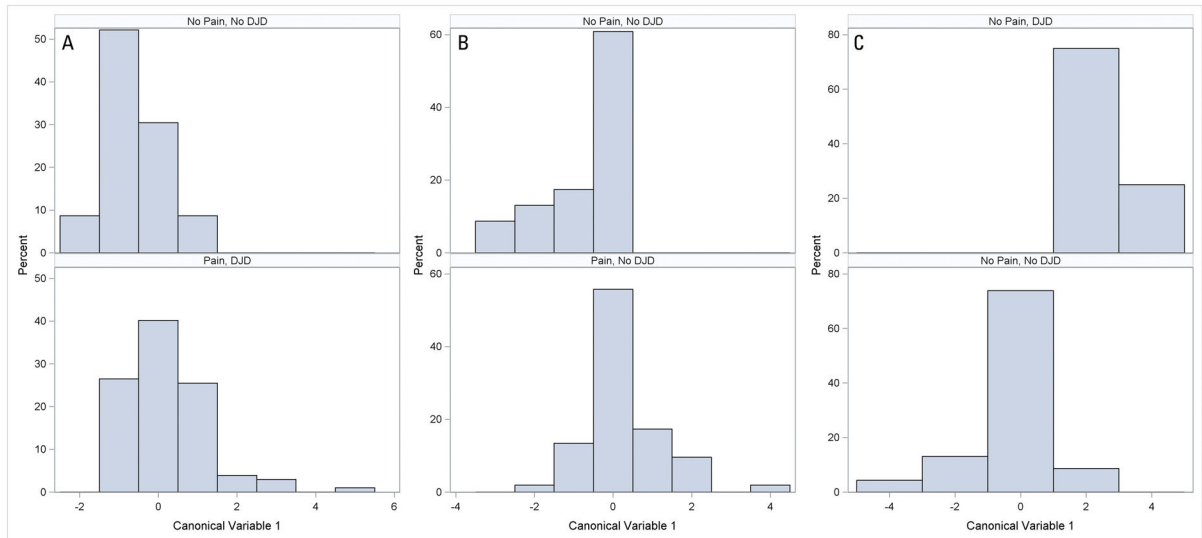 No Pain, No DJD
A
50
40
30
20
10
0
Pain, DJD
50
40
30
20
10
0
Percent
-2 0 2 4 6
Canonical Variable 1
No Pain, No DJD
B
60
40
20
0
Pain, No DJD
60
40
20
0
Percent
-4 -2 0 2 4
Canonical Variable 1
No Pain, DJD
C
80
60
40
20
0
No Pain, No DJD
80
60
40
20
0
Percent
-4 -2 0 2 4
Canonical Variable 1